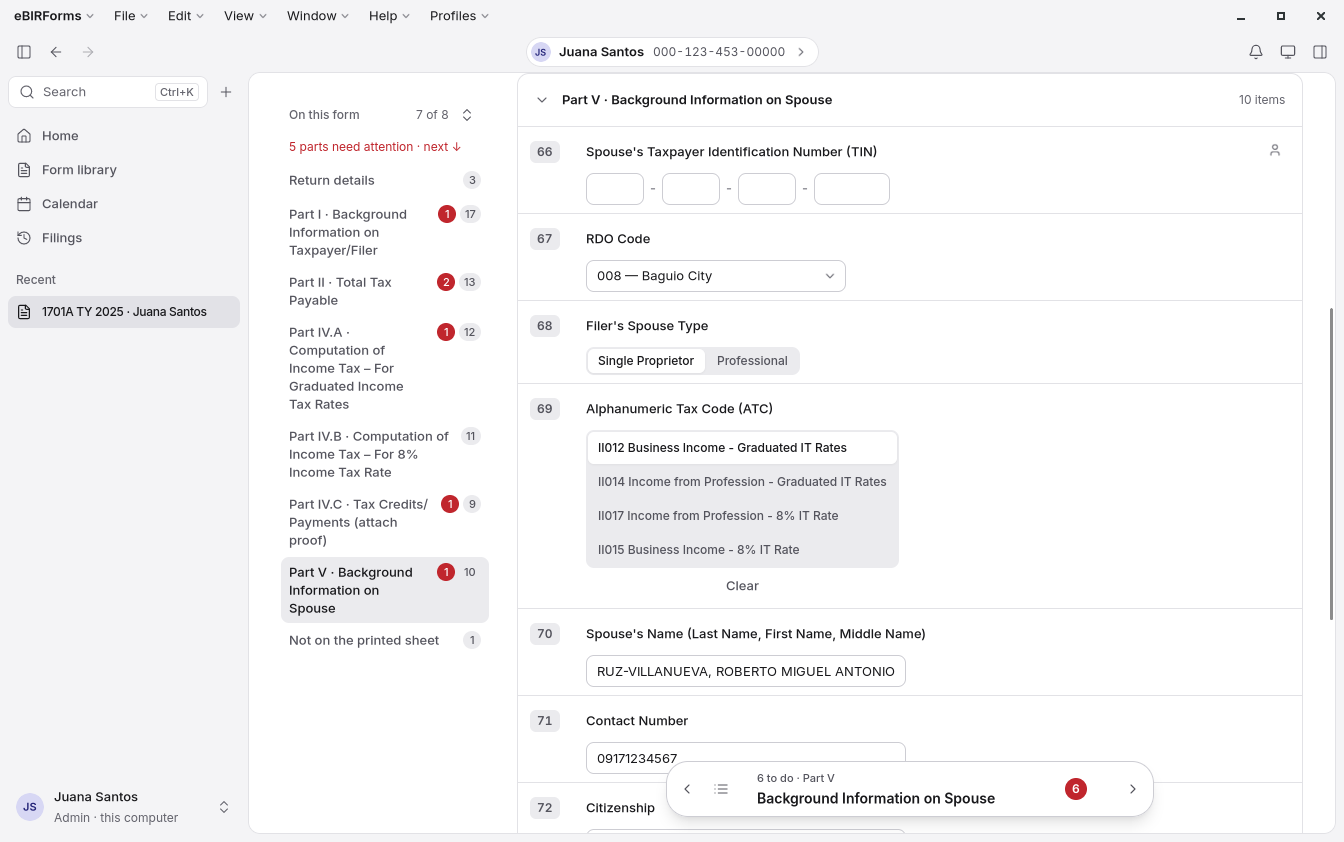 eBIRForms File Edit View Window Help Profiles
JS Juana Santos 000-123-453-00000
Search Ctrl+K
Home
Form library
Calendar
Filings
Recent
1701A TY 2025 · Juana Santos
JS Juana Santos
Admin · this computer
On this form 7 of 8
5 parts need attention · next ↓
Return details 3
Part I · Background 1 17
Information on
Taxpayer/Filer
Part II · Total Tax 2 13
Payable
Part IV.A · 1 12
Computation of
Income Tax – For
Graduated Income
Tax Rates
Part IV.B · Computation of 11
Income Tax – For 8%
Income Tax Rate
Part IV.C · Tax Credits/ 1 9
Payments (attach
proof)
Part V · Background 1 10
Information on
Spouse
Not on the printed sheet 1
Part V · Background Information on Spouse 10 items
66 Spouse's Taxpayer Identification Number (TIN)
- - -
67 RDO Code
008 — Baguio City
68 Filer's Spouse Type
Single Proprietor Professional
69 Alphanumeric Tax Code (ATC)
II012 Business Income - Graduated IT Rates
II014 Income from Profession - Graduated IT Rates
II017 Income from Profession - 8% IT Rate
II015 Business Income - 8% IT Rate
Clear
70 Spouse's Name (Last Name, First Name, Middle Name)
RUZ-VILLANUEVA, ROBERTO MIGUEL ANTONIO
71 Contact Number
09171234567
72 Citizenship
6 to do · Part V
Background Information on Spouse 6